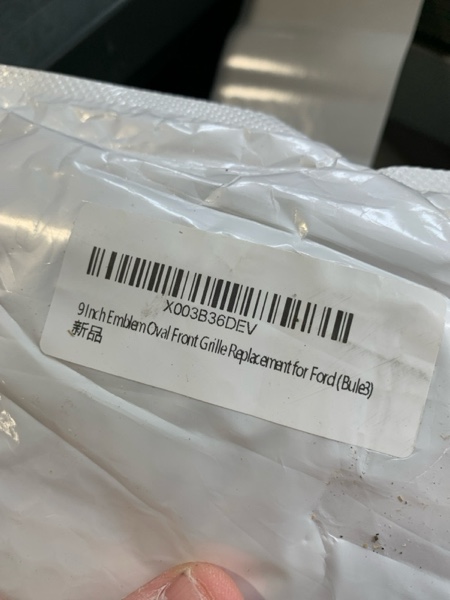 X003B36DEV
9 Inch Emblem Oval Front Grille Replacement for Ford (Bule3)
新品